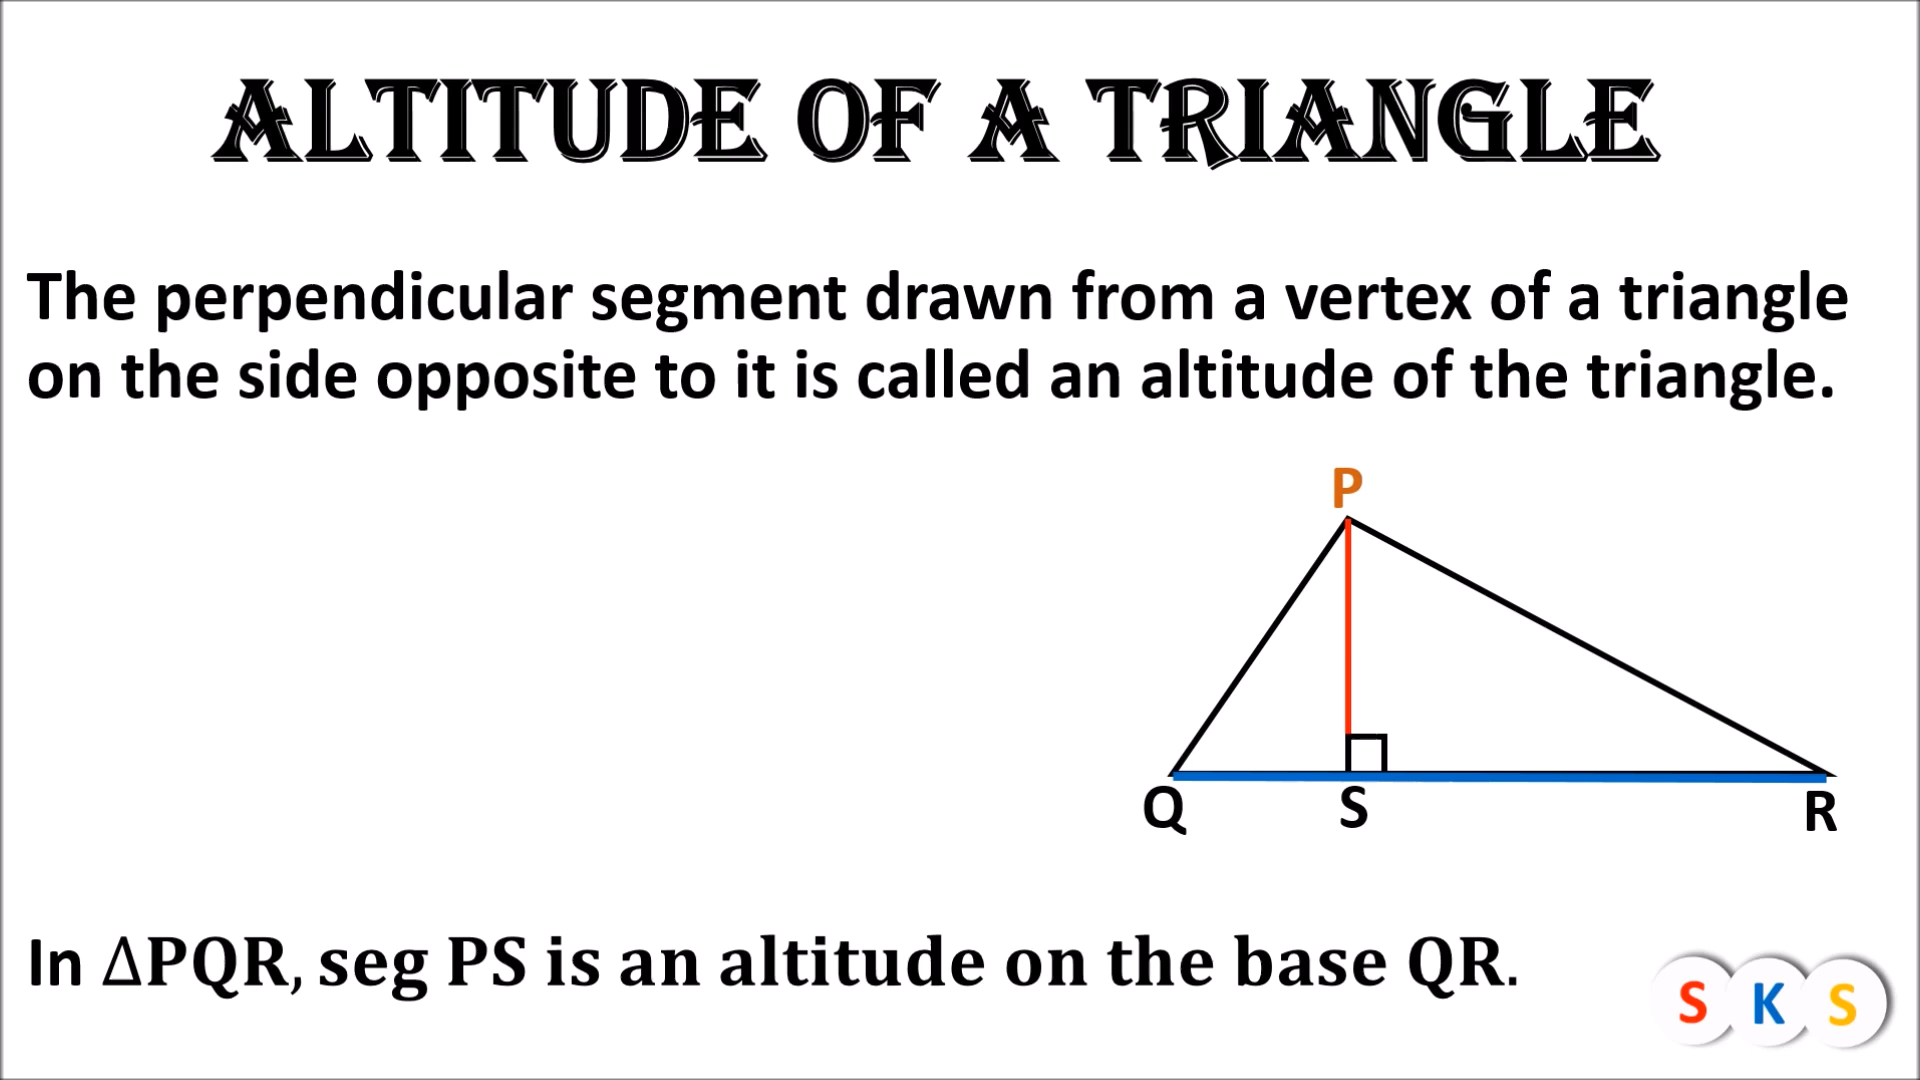 ALTITUDE OF A TRIANGLE
The perpendicular segment drawn from a vertex of a triangle
on the side opposite to it is called an altitude of the triangle.
P
Q S R
In ΔPQR, seg PS is an altitude on the base QR.
S K S